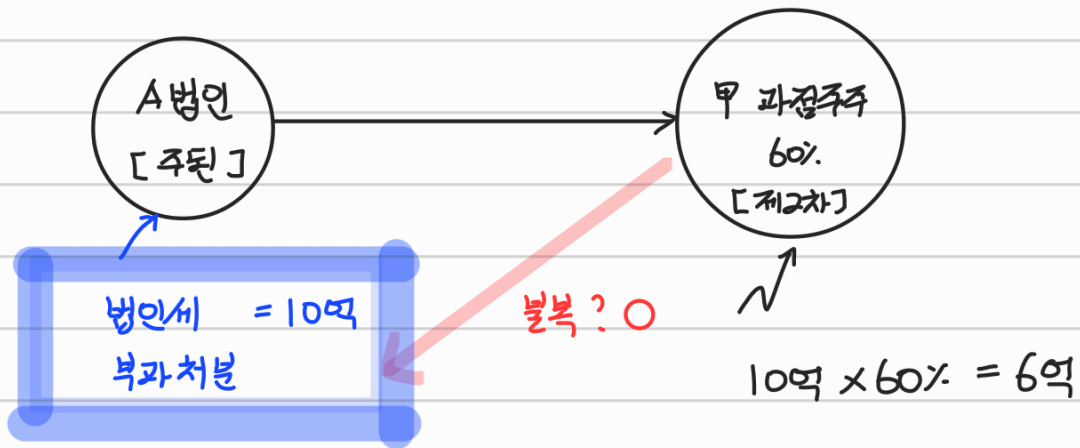 A법인
[주된]
甲 과점주주
60%
[제2차]
법인세 = 10억
부과처분
불복? ○
10억 × 60% = 6억